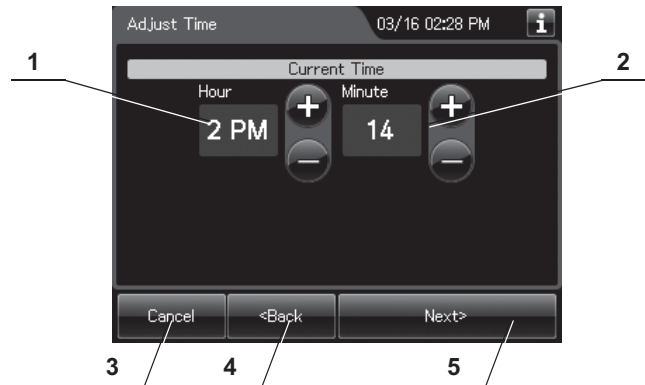 Adjust Time 03/16 02:28 PM i
1 2
Current Time
Hour Minute
2 PM + 14 +
− −
Cancel <Back Next>
3 4 5